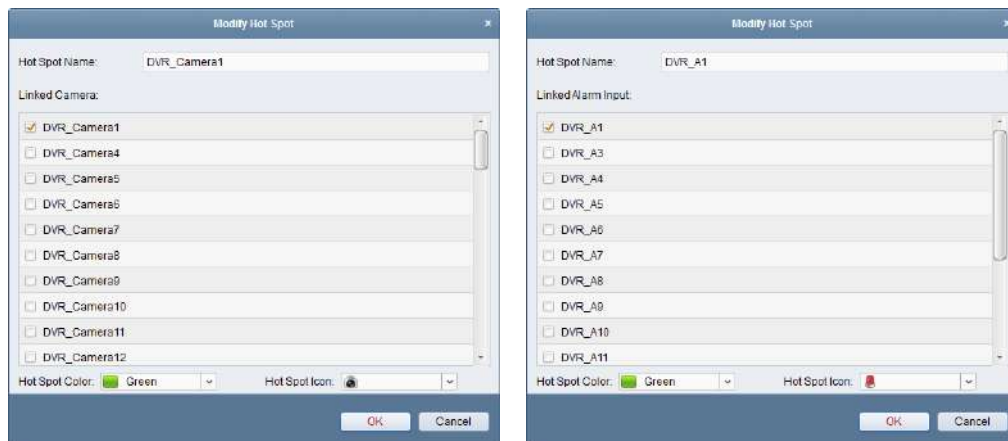 Modify Hot Spot ×
Hot Spot Name: DVR_Camera1
Linked Camera:
DVR_Camera1
DVR_Camera4
DVR_Camera5
DVR_Camera6
DVR_Camera7
DVR_Camera8
DVR_Camera9
DVR_Camera10
DVR_Camera11
DVR_Camera12
Hot Spot Color: Green Hot Spot Icon:
OK Cancel
Modify Hot Spot ×
Hot Spot Name: DVR_A1
Linked Alarm Input:
DVR_A1
DVR_A3
DVR_A4
DVR_A5
DVR_A6
DVR_A7
DVR_A8
DVR_A9
DVR_A10
DVR_A11
Hot Spot Color: Green Hot Spot Icon:
OK Cancel